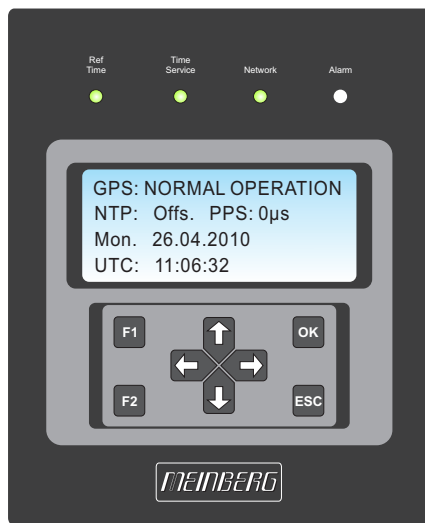 Ref Time
Time Service
Network
Alarm
GPS: NORMAL OPERATION
NTP: Offs. PPS: 0µs
Mon. 26.04.2010
UTC: 11:06:32
F1
OK
F2
ESC
MEINBERG